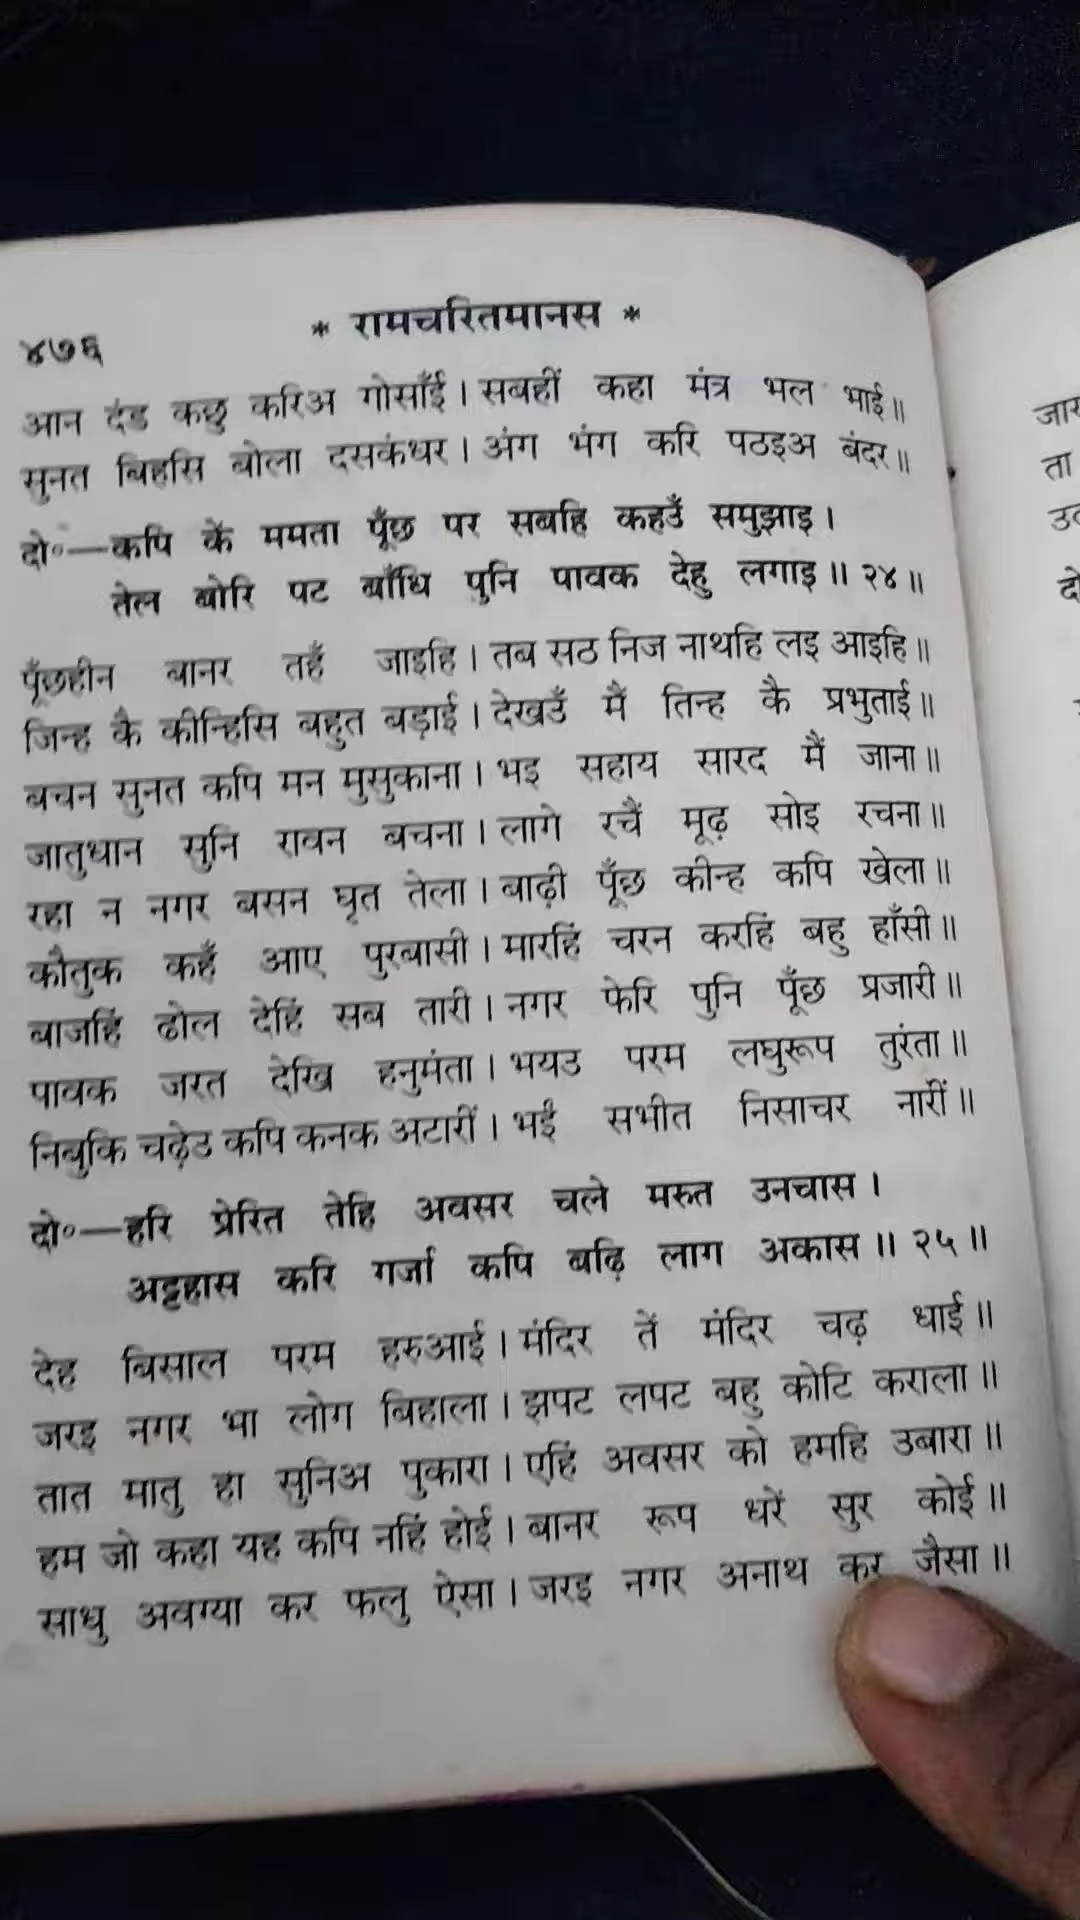 ४७६
* रामचरितमानस *
आन दंड कछु करिअ गोसाँई। सबहीं कहा मंत्र भल भाई॥
सुनत बिहसि बोला दसकंधर। अंग भंग करि पठइअ बंदर॥
दो०—कपि कें ममता पूँछ पर सबहि कहउँ समुझाइ।
तेल बोरि पट बाँधि पुनि पावक देहु लगाइ॥ २४॥
पूँछहीन बानर तहँ जाइहि। तब सठ निज नाथहि लइ आइहि॥
जिन्ह कै कीन्हिसि बहुत बड़ाई। देखउँ मैं तिन्ह कै प्रभुताई॥
बचन सुनत कपि मन मुसुकाना। भइ सहाय सारद मैं जाना॥
जातुधान सुनि रावन बचना। लागे रचैं मूढ़ सोइ रचना॥
रहा न नगर बसन घृत तेला। बाढ़ी पूँछ कीन्ह कपि खेला॥
कौतुक कहँ आए पुरबासी। मारहिं चरन करहिं बहु हाँसी॥
बाजहिं ढोल देहिं सब तारी। नगर फेरि पुनि पूँछ प्रजारी॥
पावक जरत देखि हनुमंता। भयउ परम लघुरूप तुरंता॥
निबुकि चढ़ेउ कपि कनक अटारीं। भईं सभीत निसाचर नारीं॥
दो०—हरि प्रेरित तेहि अवसर चले मरुत उनचास।
अट्टहास करि गर्जा कपि बढ़ि लाग अकास॥ २५॥
देह बिसाल परम हरुआई। मंदिर तें मंदिर चढ़ धाई॥
जरइ नगर भा लोग बिहाला। झपट लपट बहु कोटि कराला॥
तात मातु हा सुनिअ पुकारा। एहिं अवसर को हमहि उबारा॥
हम जो कहा यह कपि नहिं होई। बानर रूप धरें सुर कोई॥
साधु अवग्या कर फलु ऐसा। जरइ नगर अनाथ कर जैसा॥
ता